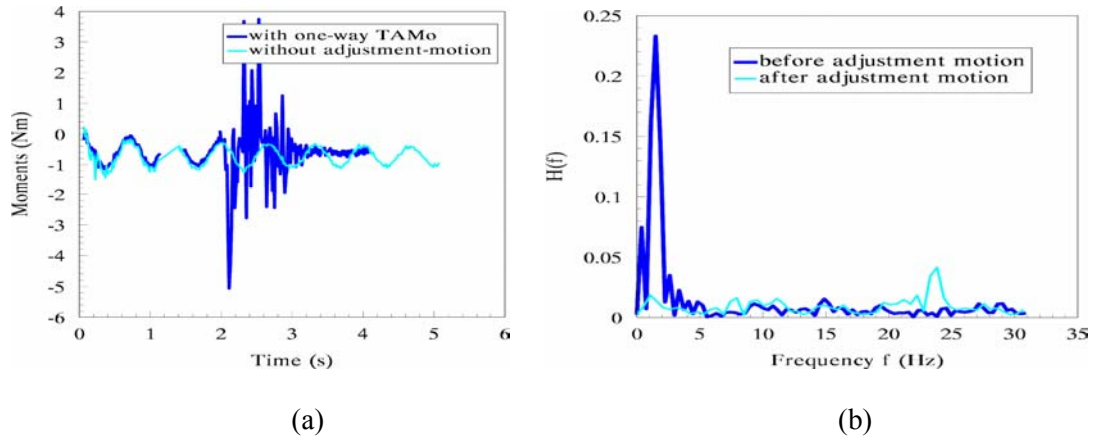 4
3
2
1
0
-1
-2
-3
-4
-5
-6
Moments (Nm)
with one-way TAMo
without adjustment-motion
0 1 2 3 4 5 6
Time (s)
(a)
0.25
0.2
0.15
0.1
0.05
0
H(f)
before adjustment motion
after adjustment motion
0 5 10 15 20 25 30 35
Frequency f (Hz)
(b)